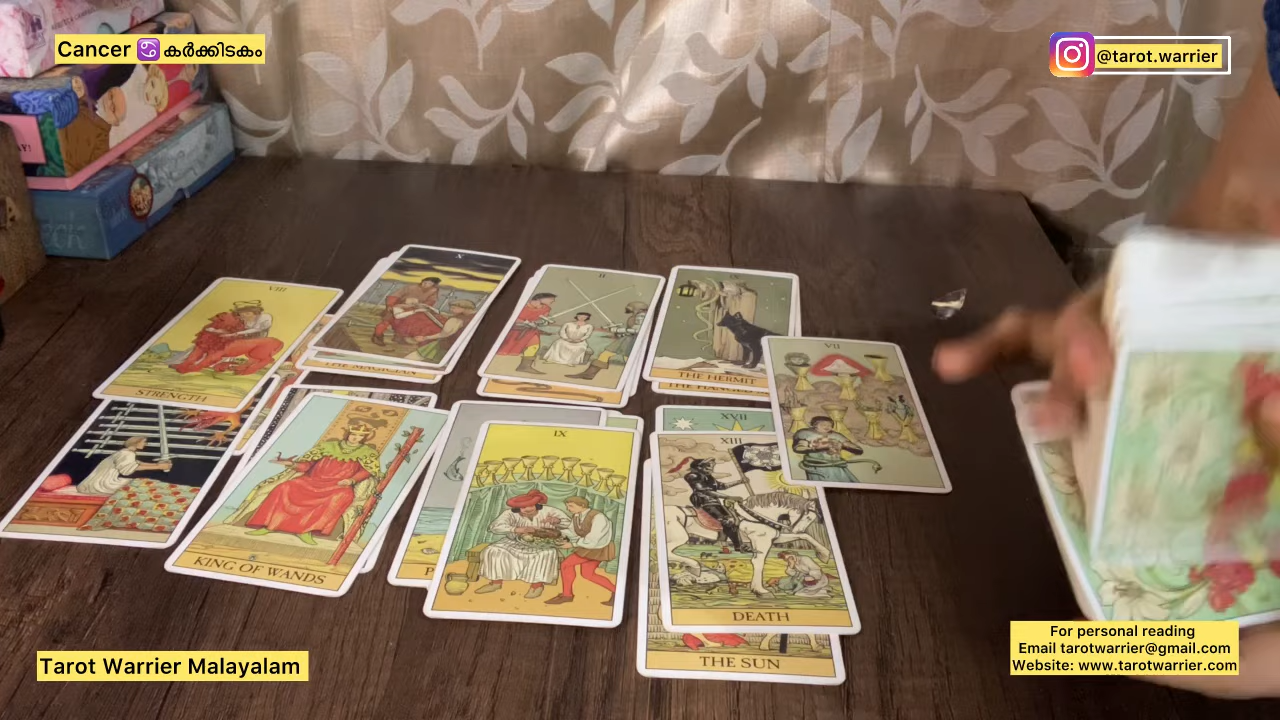 Cancer ♋ കർക്കിടകം
@tarot.warrier
X
II
IX
VIII
VII
STRENGTH
THE MAGICIAN
THE HERMIT
XVII
IX
XIII
KING OF WANDS
DEATH
THE SUN
For personal reading
Email tarotwarrier@gmail.com
Website: www.tarotwarrier.com
Tarot Warrier Malayalam